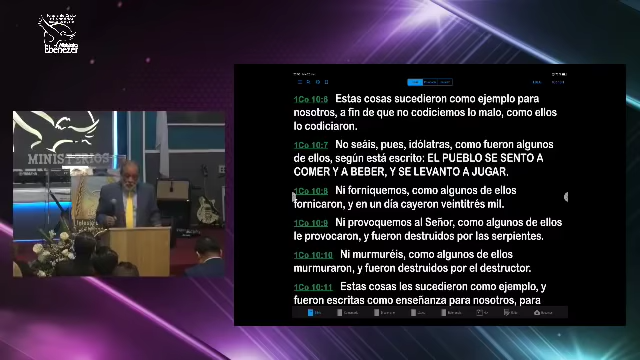 Ebenezer
MINISTERIOS
1Co 10:6 Estas cosas sucedieron como ejemplo para
nosotros, a fin de que no codiciemos lo malo, como ellos
lo codiciaron.
1Co 10:7 No seáis, pues, idólatras, como fueron algunos
de ellos, según está escrito: EL PUEBLO SE SENTO A
COMER Y A BEBER, Y SE LEVANTO A JUGAR.
1Co 10:8 Ni forniquemos, como algunos de ellos
fornicaron, y en un día cayeron veintitrés mil.
1Co 10:9 Ni provoquemos al Señor, como algunos de ellos
le provocaron, y fueron destruidos por las serpientes.
1Co 10:10 Ni murmuréis, como algunos de ellos
murmuraron, y fueron destruidos por el destructor.
1Co 10:11 Estas cosas les sucedieron como ejemplo, y
fueron escritas como enseñanza para nosotros, para